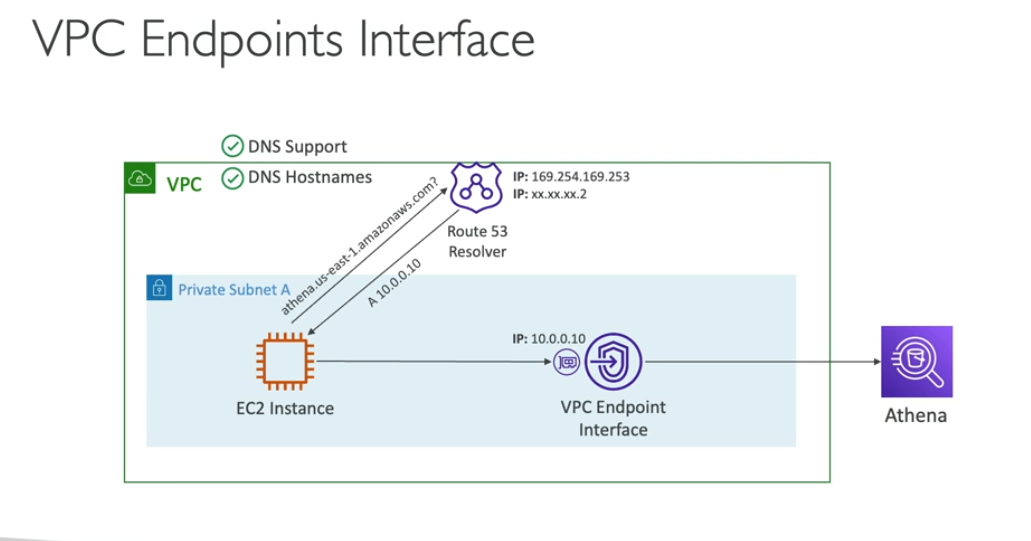 VPC Endpoints Interface
DNS Support
VPC
DNS Hostnames
IP: 169.254.169.253
IP: xx.xx.xx.2
Route 53
Resolver
athena.us-east-1.amazonaws.com?
A 10.0.0.10
Private Subnet A
IP: 10.0.0.10
EC2 Instance
VPC Endpoint
Interface
Athena